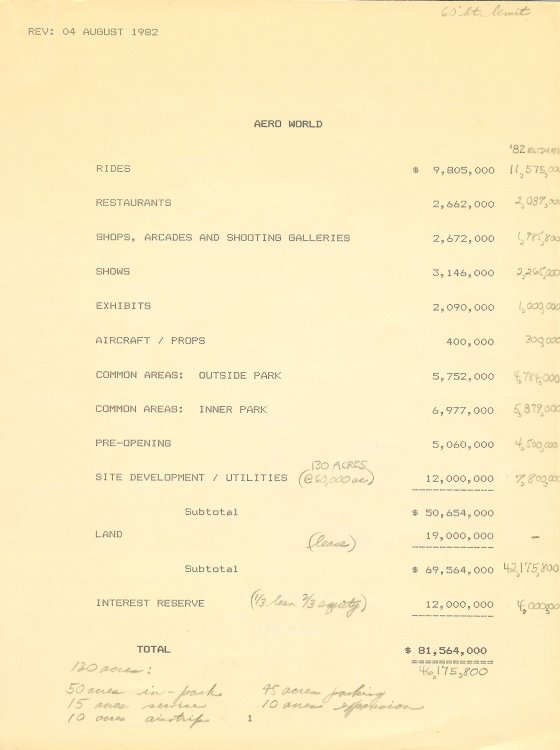 60' ht. limit
REV: 04 AUGUST 1982
AERO WORLD
'82 ESTIMATE
RIDES $ 9,805,000 11,575,000
RESTAURANTS 2,662,000 2,087,000
SHOPS, ARCADES AND SHOOTING GALLERIES 2,672,000 1,985,800
SHOWS 3,146,000 2,265,000
EXHIBITS 2,090,000 1,000,000
AIRCRAFT / PROPS 400,000 300,000
COMMON AREAS: OUTSIDE PARK 5,752,000 4,784,000
COMMON AREAS: INNER PARK 6,977,000 5,879,000
PRE-OPENING 5,060,000 4,500,000
130 ACRES
SITE DEVELOPMENT / UTILITIES (@60,000 ac) 12,000,000 7,800,000
Subtotal $ 50,654,000
LAND (lease) 19,000,000 -
Subtotal $ 69,564,000 42,175,800
INTEREST RESERVE (1/3 loan 2/3 equity) 12,000,000 4,000,000
TOTAL $ 81,564,000
130 acres: 46,175,800
50 acres in-park 45 acres parking
15 acres service 10 acres expansion
10 acres airstrip 1